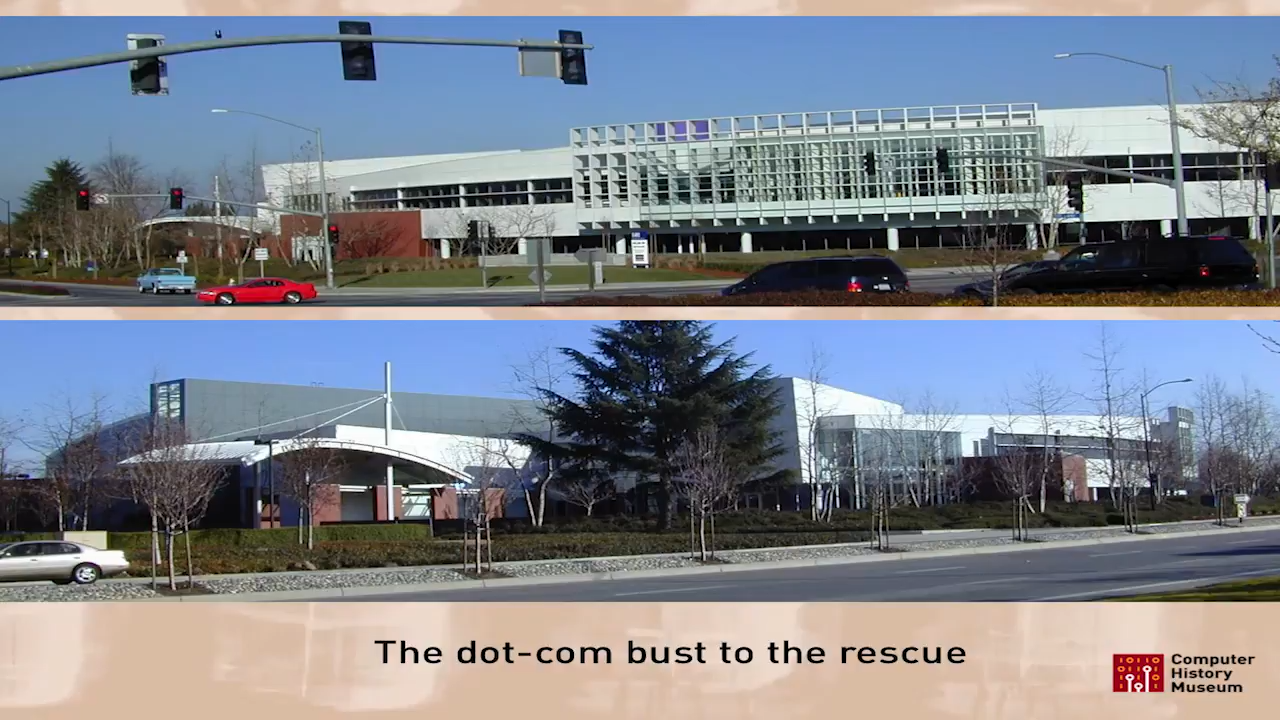 The dot-com bust to the rescue
Computer
History
Museum